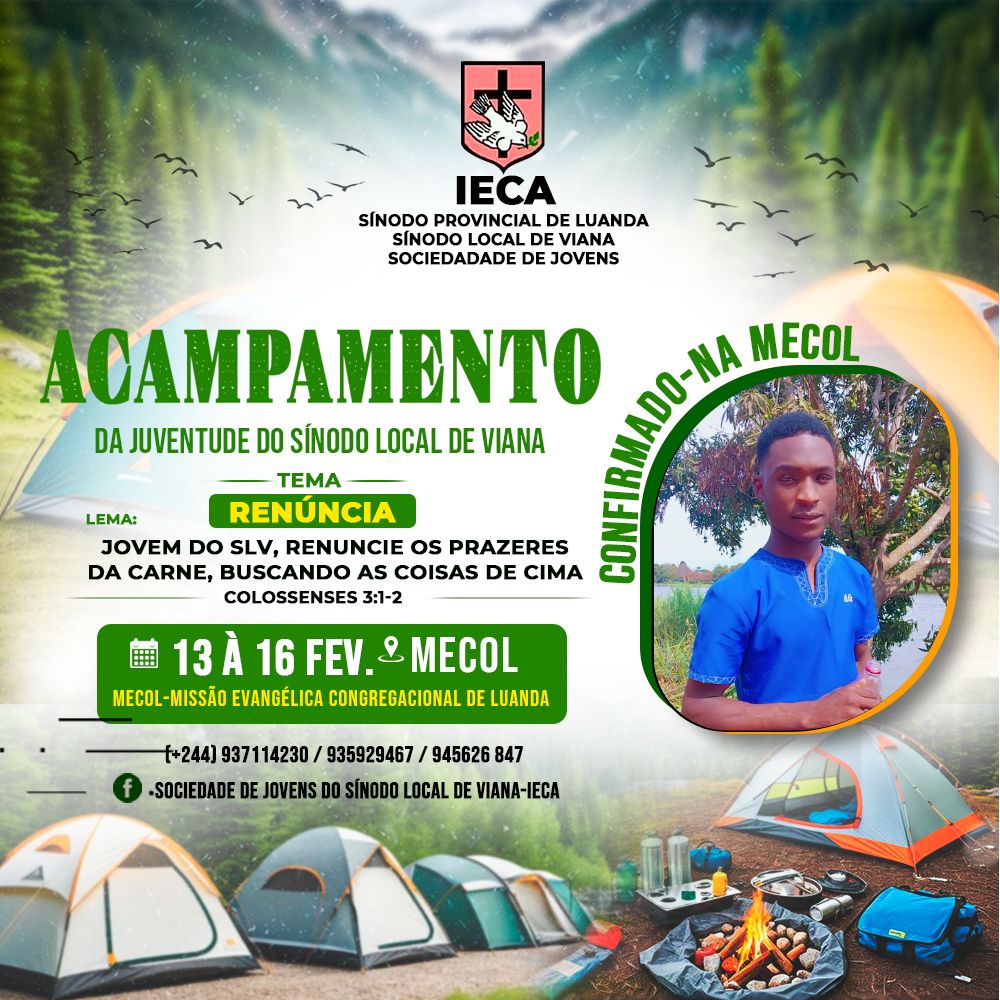 IECA
SÍNODO PROVINCIAL DE LUANDA
SÍNODO LOCAL DE VIANA
SOCIEDADADE DE JOVENS
ACAMPAMENTO
DA JUVENTUDE DO SÍNODO LOCAL DE VIANA
TEMA
RENÚNCIA
LEMA:
JOVEM DO SLV, RENUNCIE OS PRAZERES
DA CARNE, BUSCANDO AS COISAS DE CIMA
COLOSSENSES 3:1-2
13 À 16 FEV. MECOL
MECOL-MISSÃO EVANGÉLICA CONGREGACIONAL DE LUANDA
(+244) 937114230 / 935929467 / 945626 847
f -SOCIEDADE DE JOVENS DO SÍNODO LOCAL DE VIANA-IECA
CONFIRMADO-NA MECOL